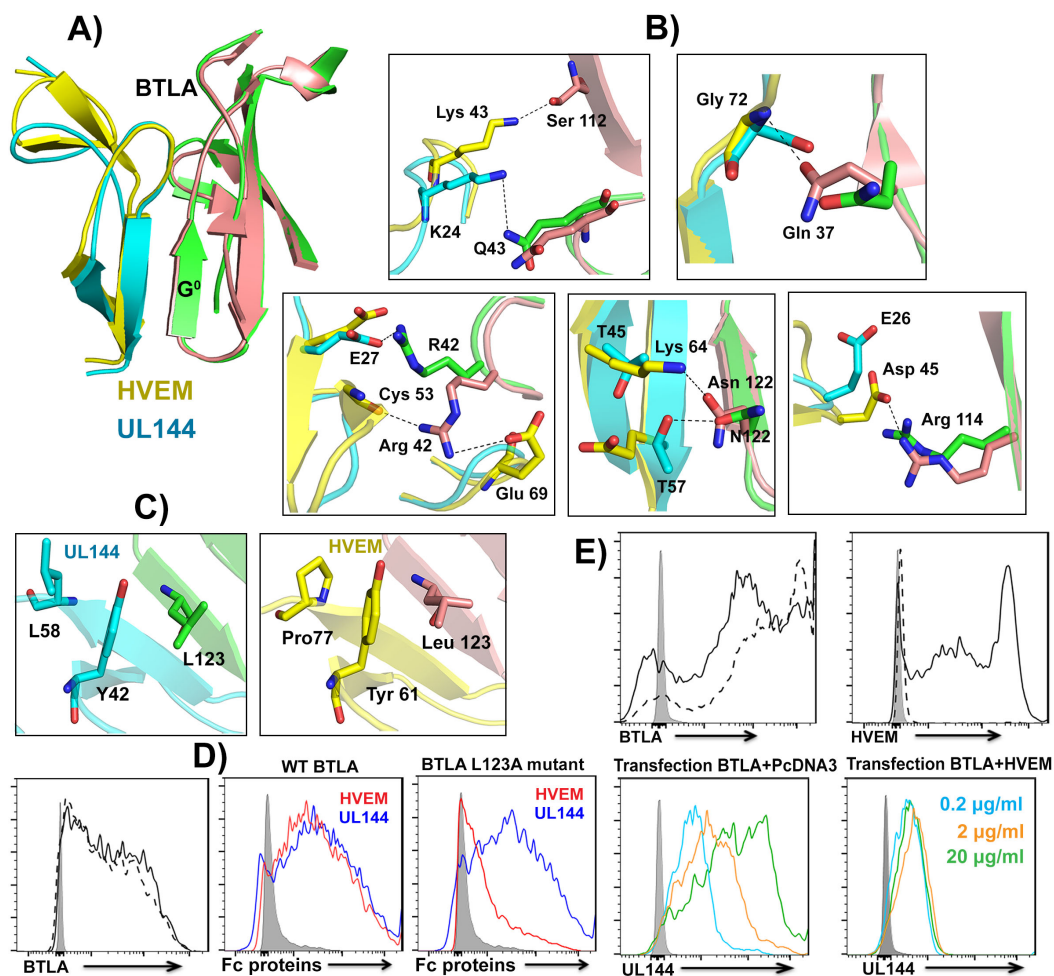 A)
BTLA
G⁰
HVEM
UL144
B)
Lys 43
Ser 112
K24
Q43
Gly 72
Gln 37
E27
R42
Cys 53
Arg 42
Glu 69
T45
Lys 64
Asn 122
N122
T57
E26
Asp 45
Arg 114
C)
UL144
L58
L123
Y42
HVEM
Pro77
Leu 123
Tyr 61
D)
BTLA
WT BTLA
HVEM
UL144
Fc proteins
BTLA L123A mutant
HVEM
UL144
Fc proteins
E)
BTLA
HVEM
Transfection BTLA+PcDNA3
UL144
Transfection BTLA+HVEM
0.2 µg/ml
2 µg/ml
20 µg/ml
UL144